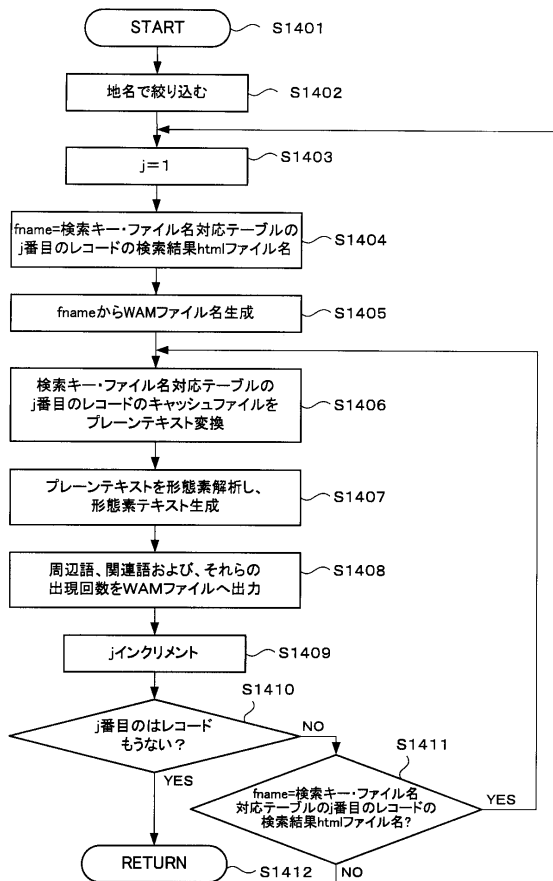 START
S1401
地名で絞り込む
S1402
j=1
S1403
fname=検索キー・ファイル名対応テーブルの
j番目のレコードの検索結果htmlファイル名
S1404
fnameからWAMファイル名生成
S1405
検索キー・ファイル名対応テーブルの
j番目のレコードのキャッシュファイルを
プレーンテキスト変換
S1406
プレーンテキストを形態素解析し、
形態素テキスト生成
S1407
周辺語、関連語および、それらの
出現回数をWAMファイルへ出力
S1408
jインクリメント
S1409
S1410
j番目のはレコード
もうない？
NO
YES
S1411
fname=検索キー・ファイル名
対応テーブルのj番目のレコードの
検索結果htmlファイル名?
YES
NO
RETURN
S1412